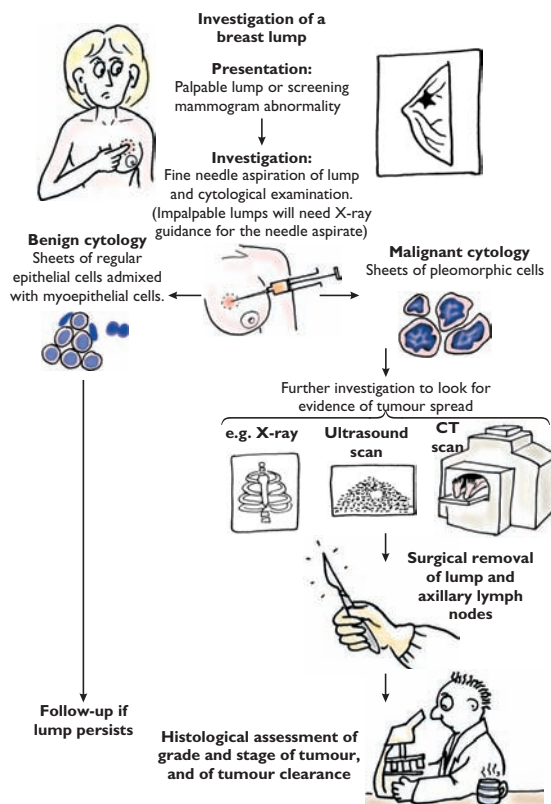 Investigation of a
breast lump
Presentation:
Palpable lump or screening
mammogram abnormality
Investigation:
Fine needle aspiration of lump
and cytological examination.
(Impalpable lumps will need X-ray
guidance for the needle aspirate)
Benign cytology
Sheets of regular
epithelial cells admixed
with myoepithelial cells.
Malignant cytology
Sheets of pleomorphic cells
Further investigation to look for
evidence of tumour spread
e.g. X-ray
Ultrasound
scan
CT
scan
Surgical removal
of lump and
axillary lymph
nodes
Follow-up if
lump persists
Histological assessment of
grade and stage of tumour,
and of tumour clearance